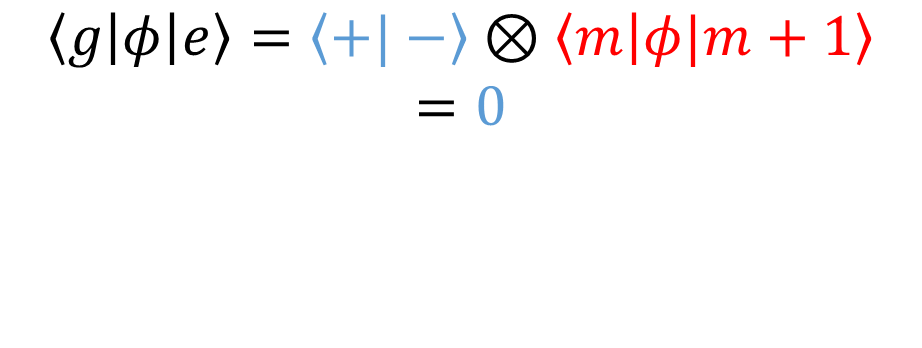 ⟨𝑔|𝜙|𝑒⟩ = ⟨+| −⟩ ⊗ ⟨𝑚|𝜙|𝑚 + 1⟩
= 0